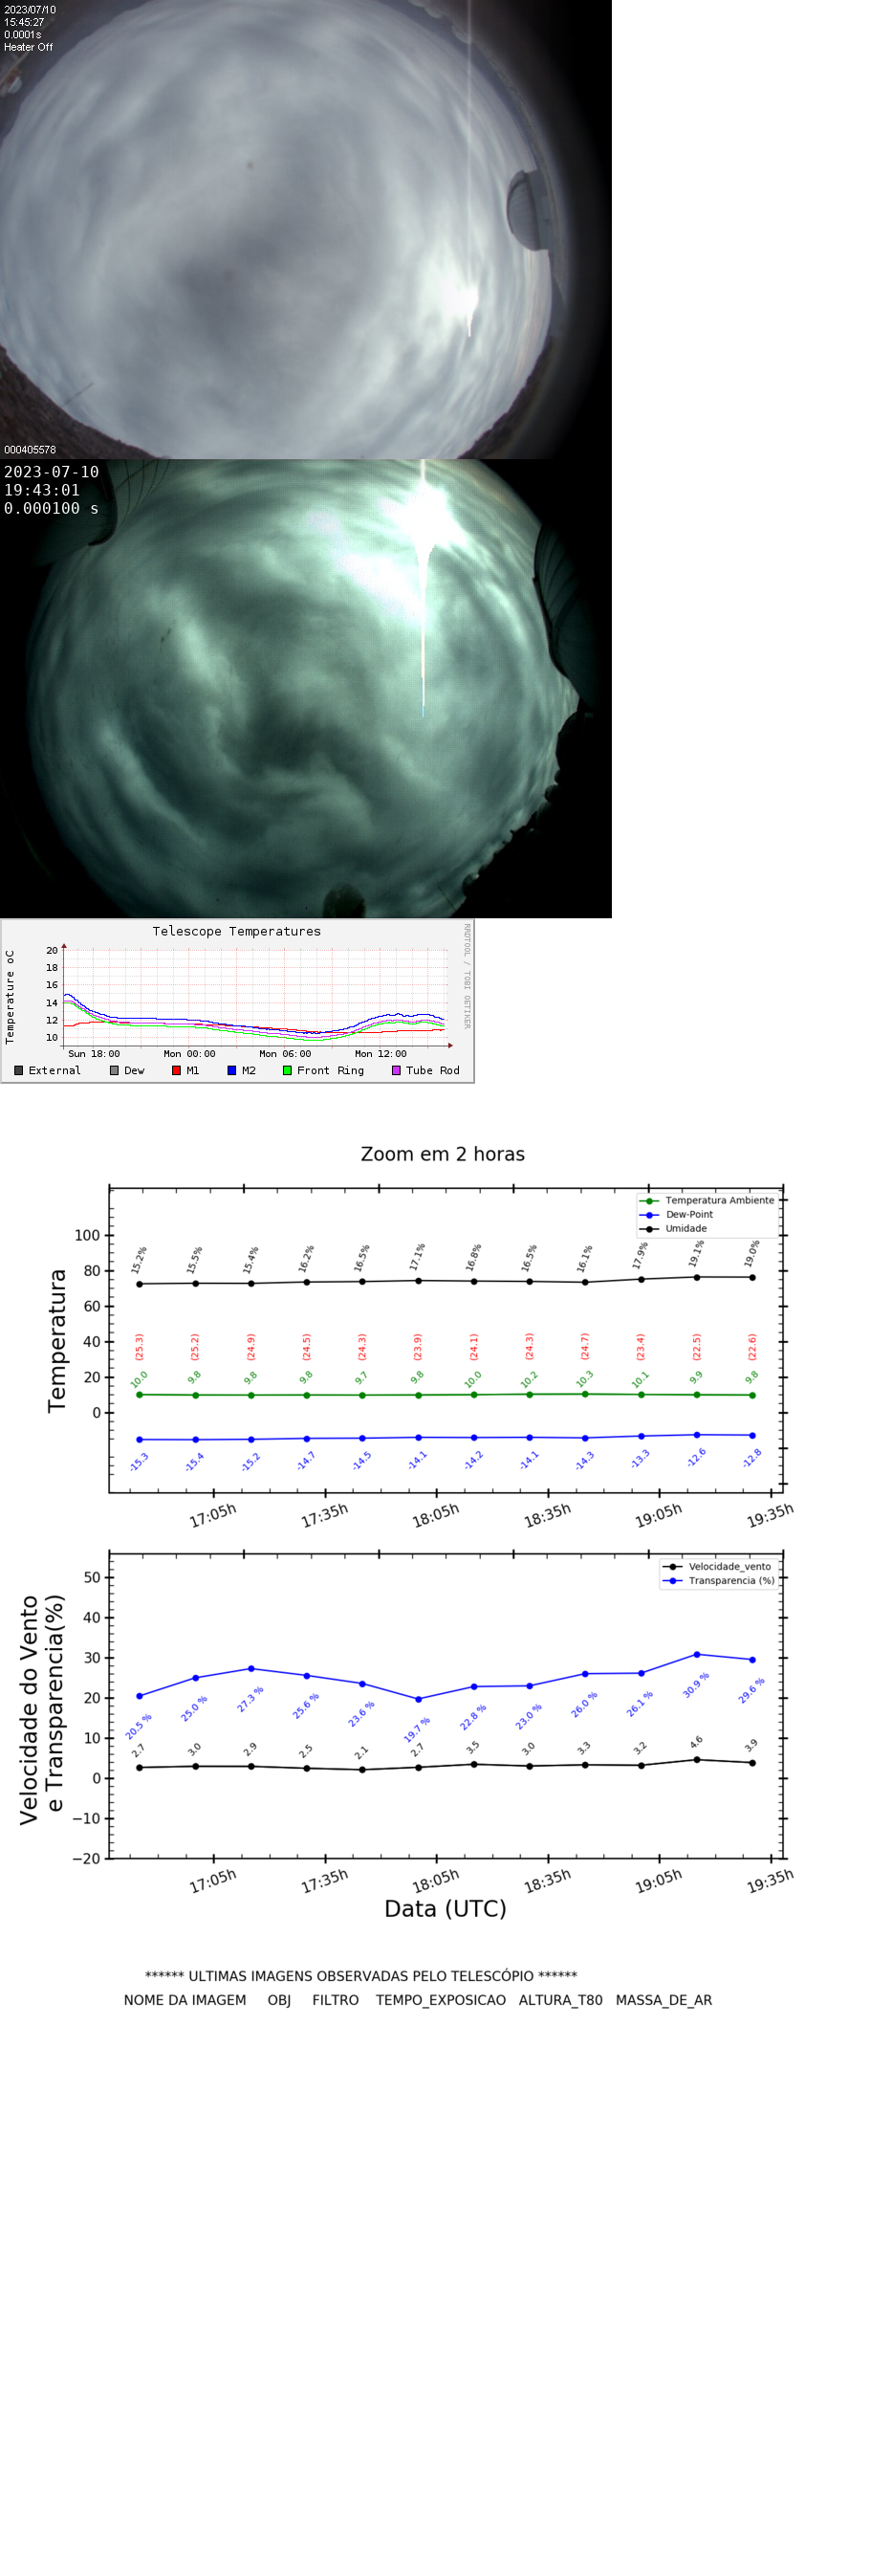 2023/07/10
15:45:27
0.0001s
Heater Off
000405578
2023-07-10
19:43:01
0.000100 s
Telescope Temperatures
RRDTOOL / TOBI OETIKER
Temperature oC
20
18
16
14
12
10
Sun 18:00 Mon 00:00 Mon 06:00 Mon 12:00
External Dew M1 M2 Front Ring Tube Rod
Zoom em 2 horas
Temperatura
Temperatura Ambiente
Dew-Point
Umidade
100
80
60
40
20
0
15.2% 15.5% 15.4% 16.2% 16.5% 17.1% 16.8% 16.5% 16.1% 17.9% 19.1% 19.0%
(25.3) (25.2) (24.9) (24.5) (24.3) (23.9) (24.1) (24.3) (24.7) (23.4) (22.5) (22.6)
10.0 9.8 9.8 9.8 9.7 9.8 10.0 10.2 10.3 10.1 9.9 9.8
-15.3 -15.4 -15.2 -14.7 -14.5 -14.1 -14.2 -14.1 -14.3 -13.3 -12.6 -12.8
17:05h 17:35h 18:05h 18:35h 19:05h 19:35h
Velocidade do Vento
e Transparencia(%)
Velocidade_vento
Transparencia (%)
50
40
30
20
10
0
−10
−20
20.5 % 25.0 % 27.3 % 25.6 % 23.6 % 19.7 % 22.8 % 23.0 % 26.0 % 26.1 % 30.9 % 29.6 %
2.7 3.0 2.9 2.5 2.1 2.7 3.5 3.0 3.3 3.2 4.6 3.9
17:05h 17:35h 18:05h 18:35h 19:05h 19:35h
Data (UTC)
****** ULTIMAS IMAGENS OBSERVADAS PELO TELESCÓPIO ******
NOME DA IMAGEM OBJ FILTRO TEMPO_EXPOSICAO ALTURA_T80 MASSA_DE_AR